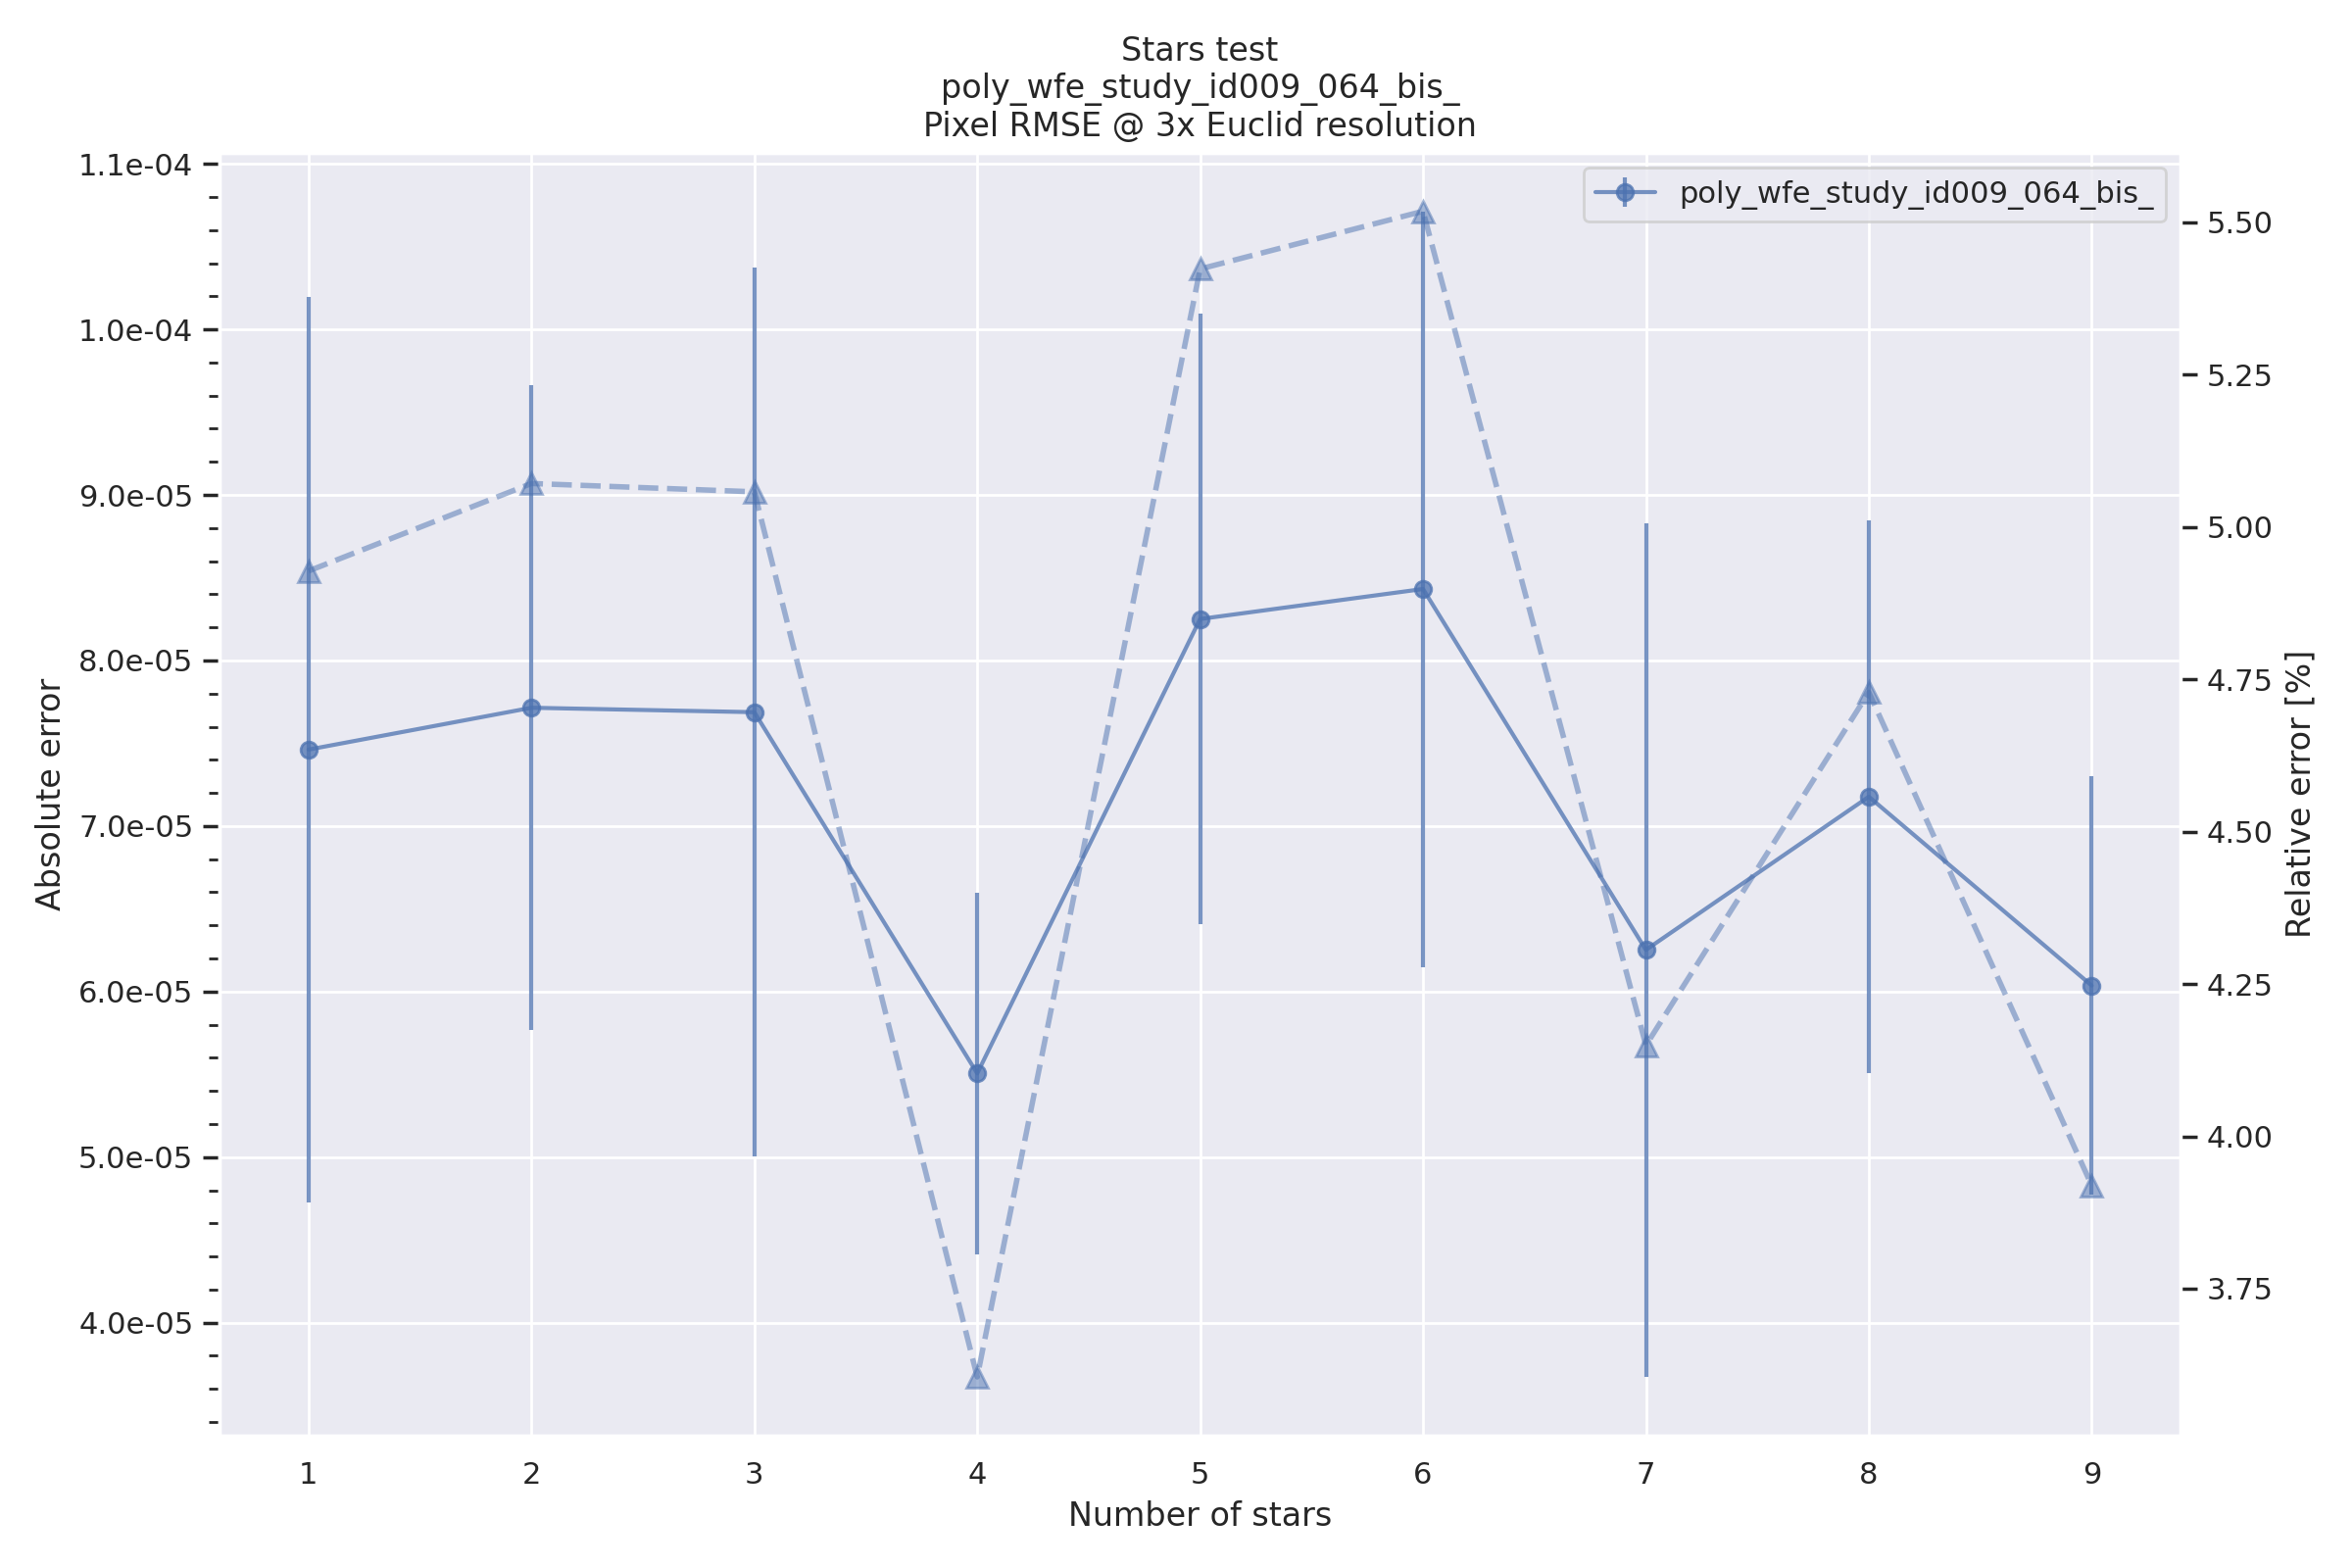 Stars test
poly_wfe_study_id009_064_bis_
Pixel RMSE @ 3x Euclid resolution
poly_wfe_study_id009_064_bis_
Absolute error
1.1e-04
1.0e-04
9.0e-05
8.0e-05
7.0e-05
6.0e-05
5.0e-05
4.0e-05
5.50
5.25
5.00
4.75
4.50
4.25
4.00
3.75
Relative error [%]
1 2 3 4 5 6 7 8 9
Number of stars